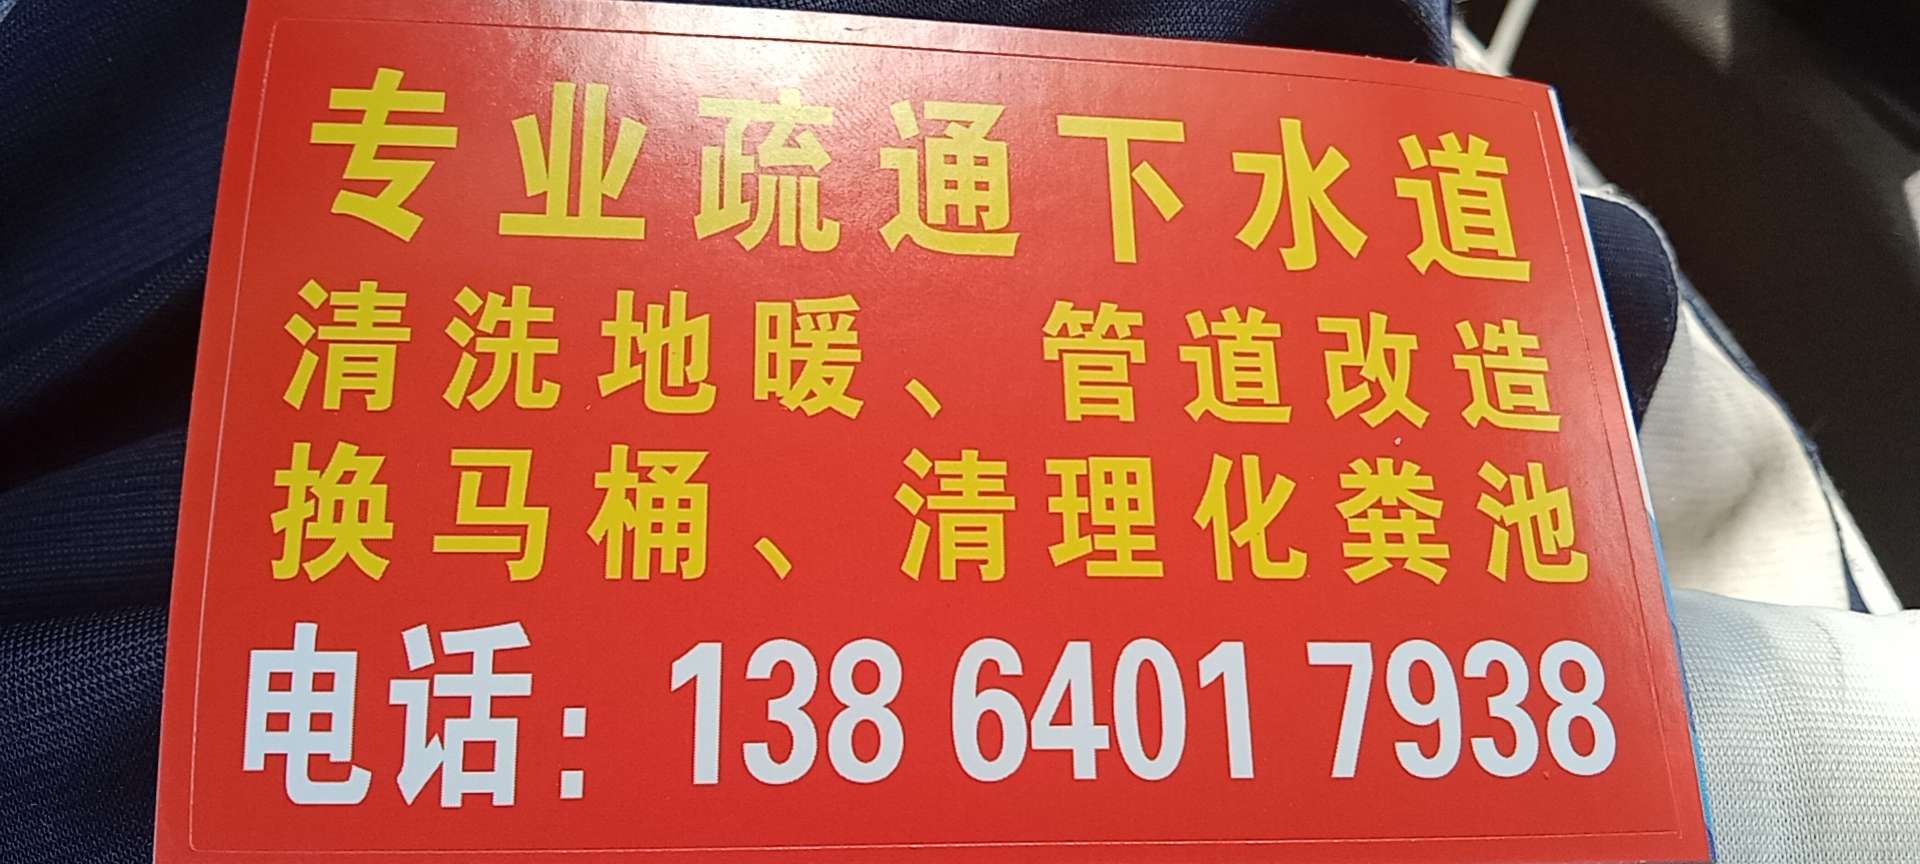 专业疏通下水道
清洗地暖、管道改造
换马桶、清理化粪池
电话：138 6401 7938